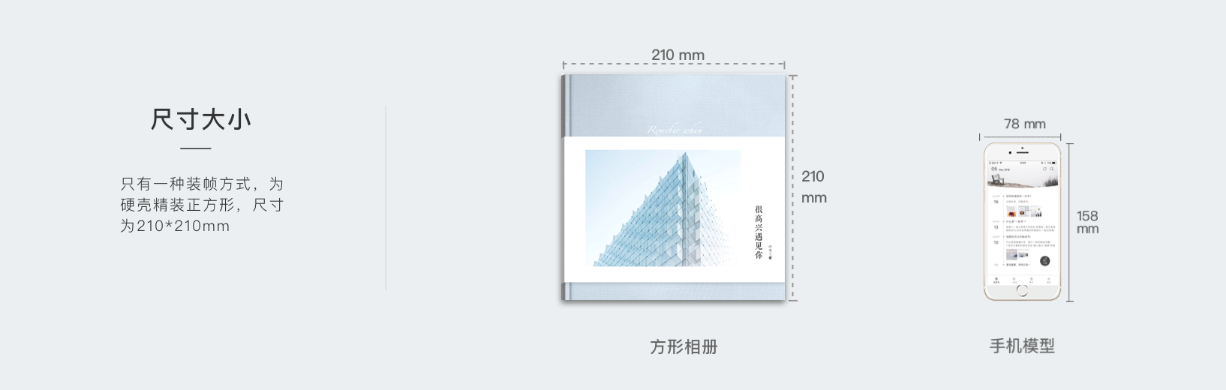 尺寸大小
只有一种装帧方式，为
硬壳精装正方形，尺寸
为210*210mm
210 mm
210
mm
很高兴遇见你
方形相册
78 mm
158
mm
手机模型